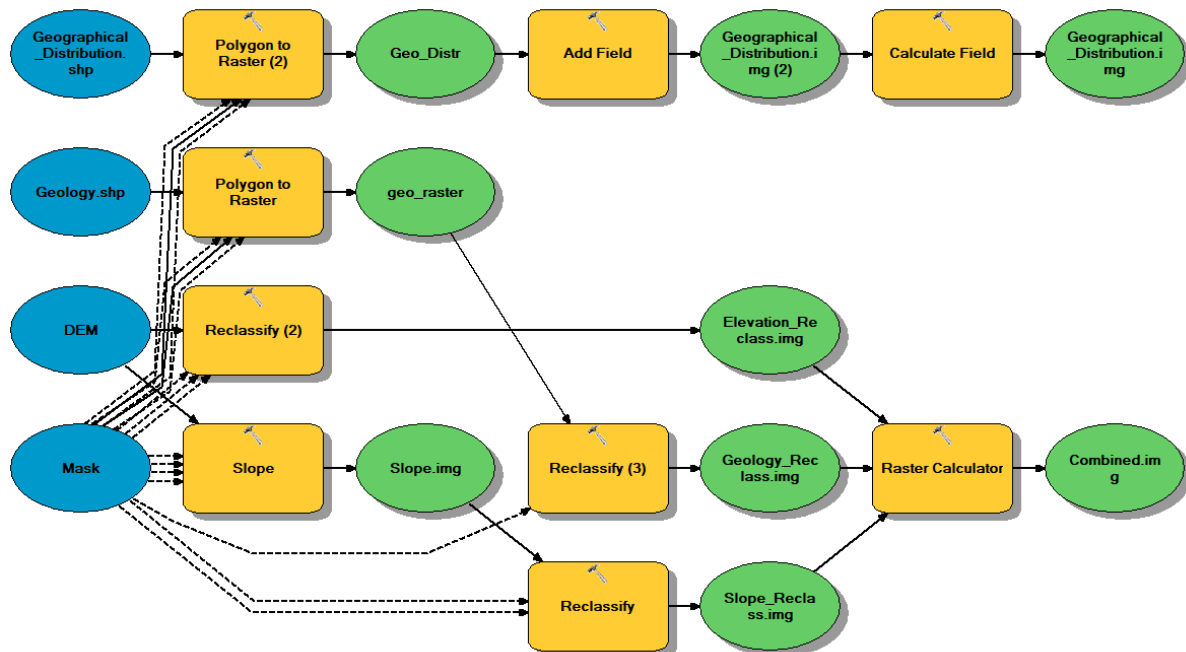 Geographical
_Distribution.
shp
Polygon to
Raster (2)
Geo_Distr
Add Field
Geographical
_Distribution.i
mg (2)
Calculate Field
Geographical
_Distribution.i
mg
Geology.shp
Polygon to
Raster
geo_raster
DEM
Reclassify (2)
Elevation_Re
class.img
Mask
Slope
Slope.img
Reclassify (3)
Geology_Rec
lass.img
Raster Calculator
Combined.im
g
Reclassify
Slope_Recla
ss.img